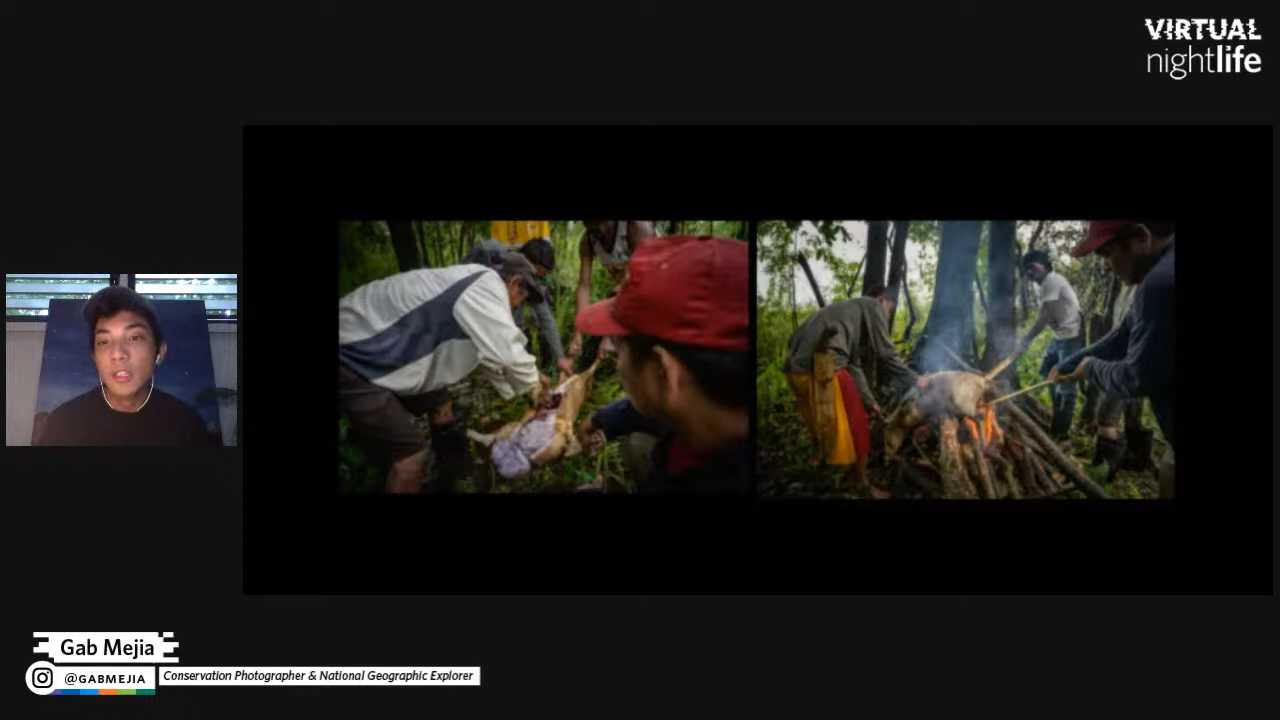 VIRTUAL
nightlife
Gab Mejia
@GABMEJIA
Conservation Photographer & National Geographic Explorer